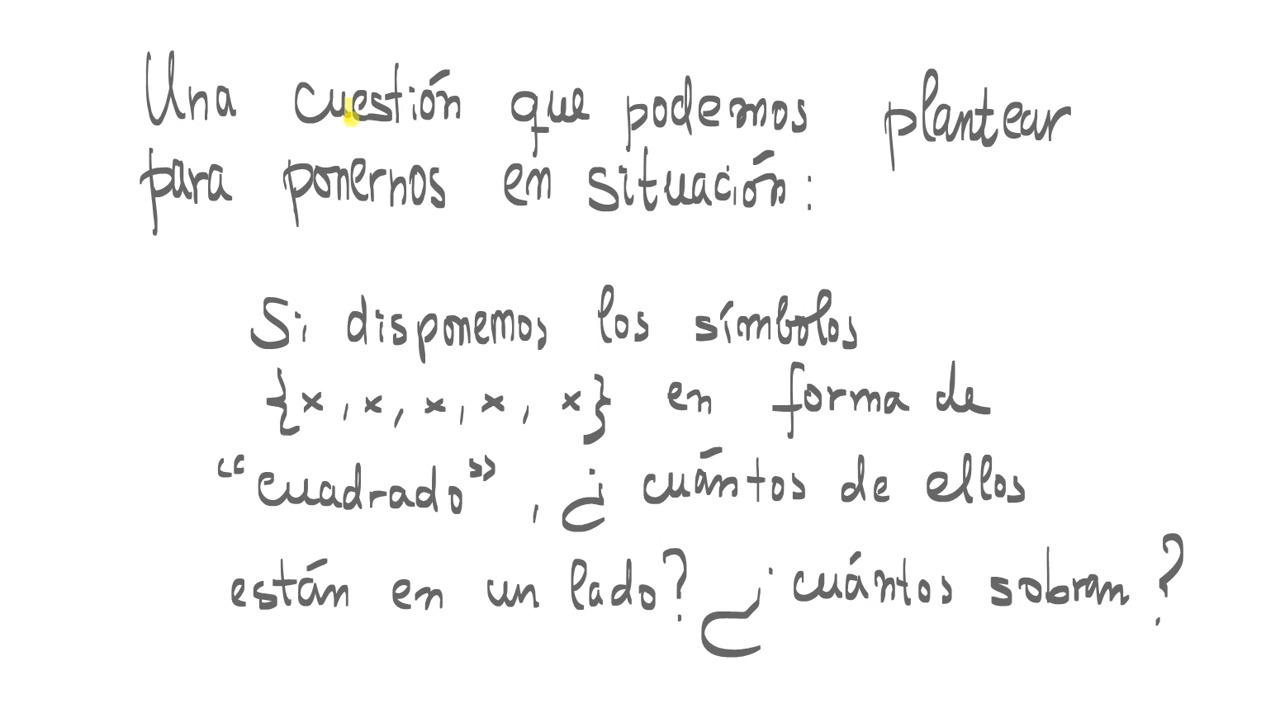 Una cuestión que podemos plantear
para ponernos en situación:
Si disponemos los símbolos
{x, x, x, x, x} en forma de
“cuadrado”, ¿cuántos de ellos
están en un lado? ¿cuántos sobran?